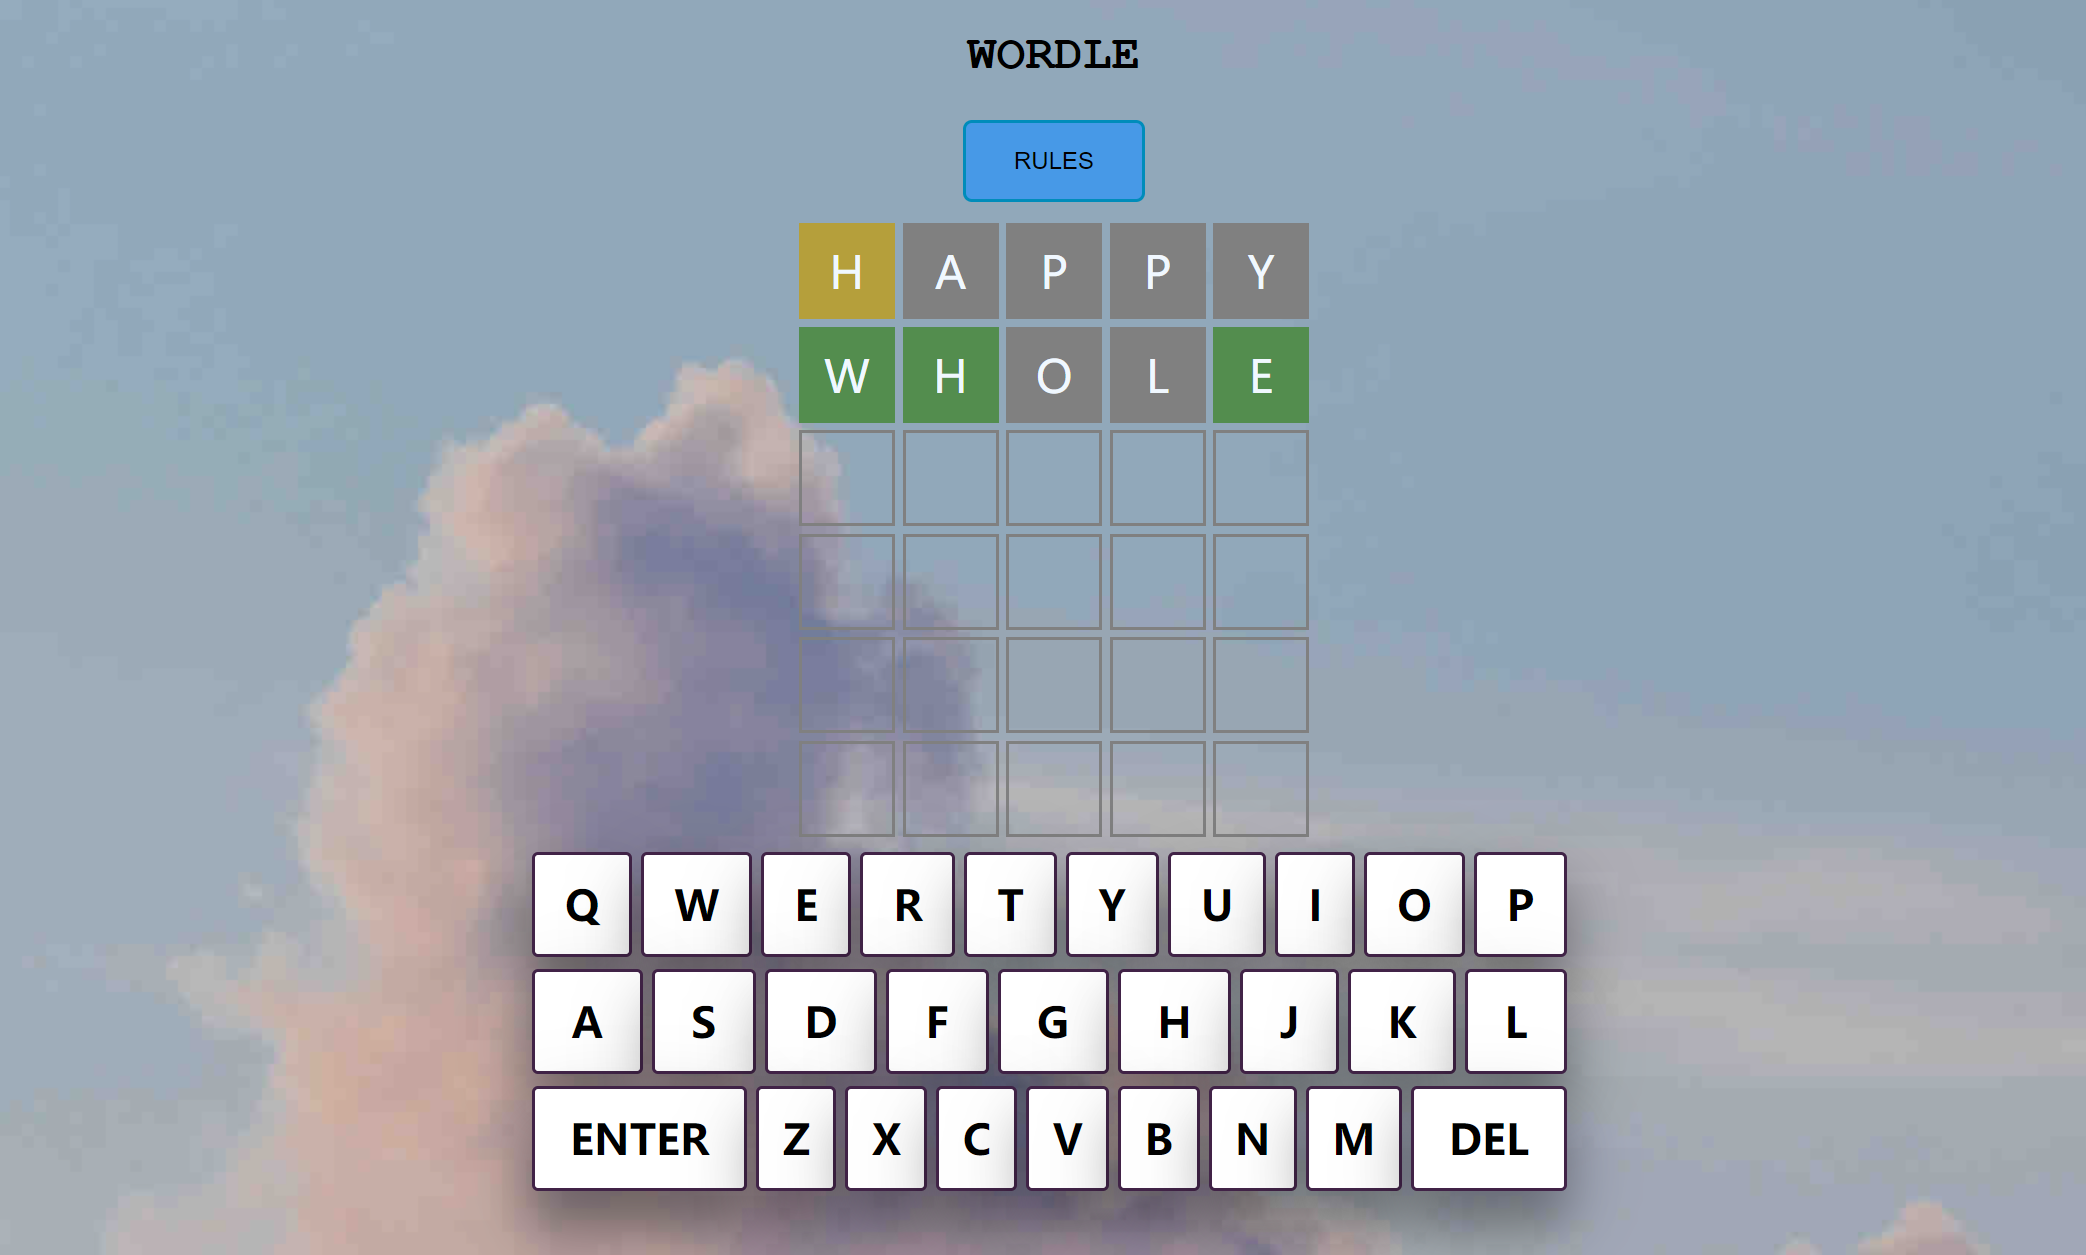 WORDLE
RULES
H A P P Y
W H O L E
Q W E R T Y U I O P
A S D F G H J K L
ENTER Z X C V B N M DEL